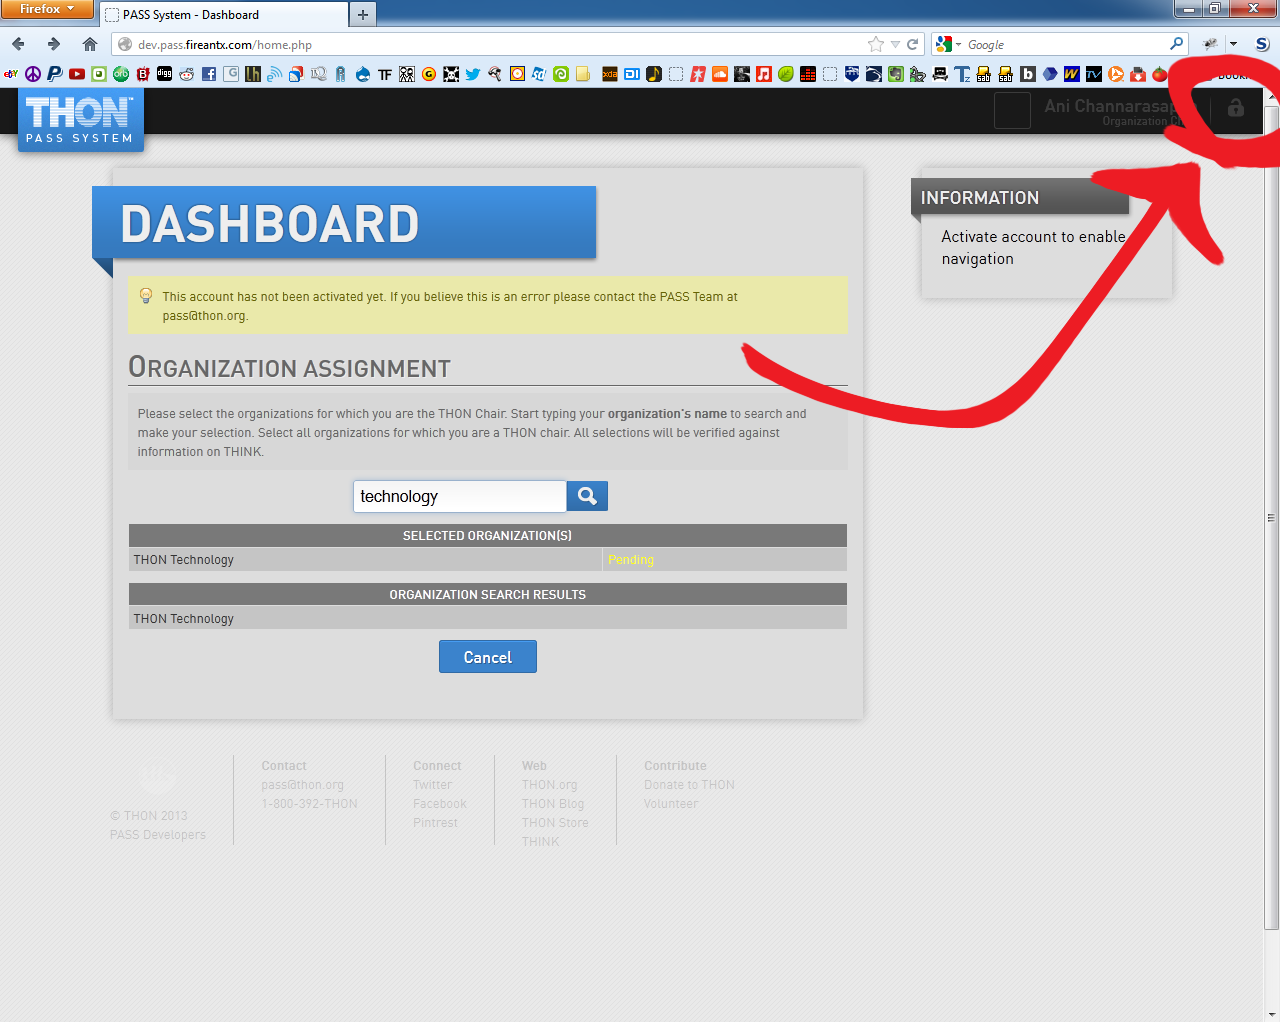 Firefox
PASS System - Dashboard
dev.pass.fireantx.com/home.php
Google
THON
PASS SYSTEM
Ani Channarasap
Organization C
DASHBOARD
INFORMATION
Activate account to enable
navigation
This account has not been activated yet. If you believe this is an error please contact the PASS Team at
pass@thon.org.
ORGANIZATION ASSIGNMENT
Please select the organizations for which you are the THON Chair. Start typing your organization's name to search and
make your selection. Select all organizations for which you are a THON chair. All selections will be verified against
information on THINK.
technology
SELECTED ORGANIZATION(S)
THON Technology Pending
ORGANIZATION SEARCH RESULTS
THON Technology
Cancel
Contact
pass@thon.org
1-800-392-THON
Connect
Twitter
Facebook
Pintrest
Web
THON.org
THON Blog
THON Store
THINK
Contribute
Donate to THON
Volunteer
© THON 2013
PASS Developers